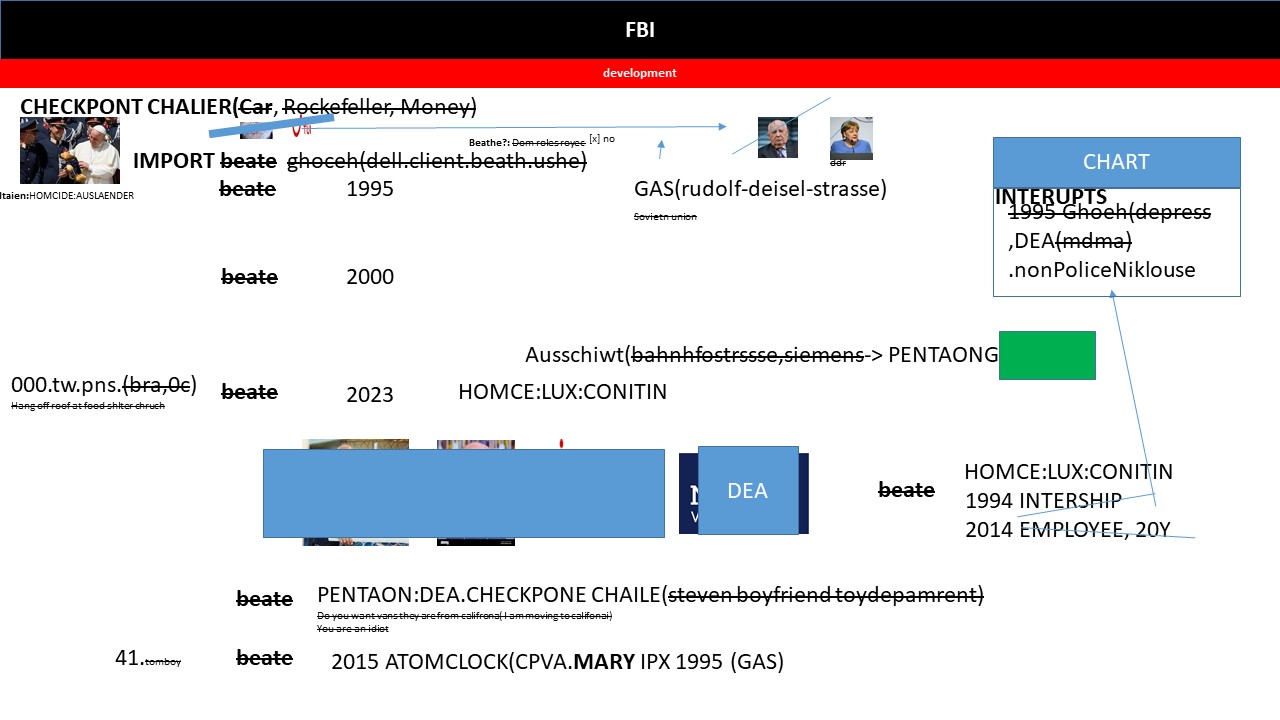 FBI
development
CHECKPONT CHALIER(Car, Rockefeller, Money)
Beathe?: Dom roles royec [x] no
IMPORT beate ghoceh(dell.client.beath.ushe)
ddr
CHART
ltaien:HOMCIDE:AUSLAENDER
beate 1995 GAS(rudolf-deisel-strasse)
Sovietn union
INTERUPTS
1995 Ghoeh(depress
,DEA(mdma)
.nonPoliceNiklouse
beate 2000
Ausschiwt(bahnhfostrssse,siemens-> PENTAONG
000.tw.pns.(bra,0c)
Hang off roof at food shlter chruch
beate 2023 HOMCE:LUX:CONITIN
DEA
beate
HOMCE:LUX:CONITIN
1994 INTERSHIP
2014 EMPLOYEE, 20Y
beate PENTAON:DEA.CHECKPONE CHAILE(steven boyfriend toydepamrent)
Do you want vans they are from califrona( I am moving to califonai)
You are an idiot
41.tomboy beate 2015 ATOMCLOCK(CPVA.MARY IPX 1995 (GAS)